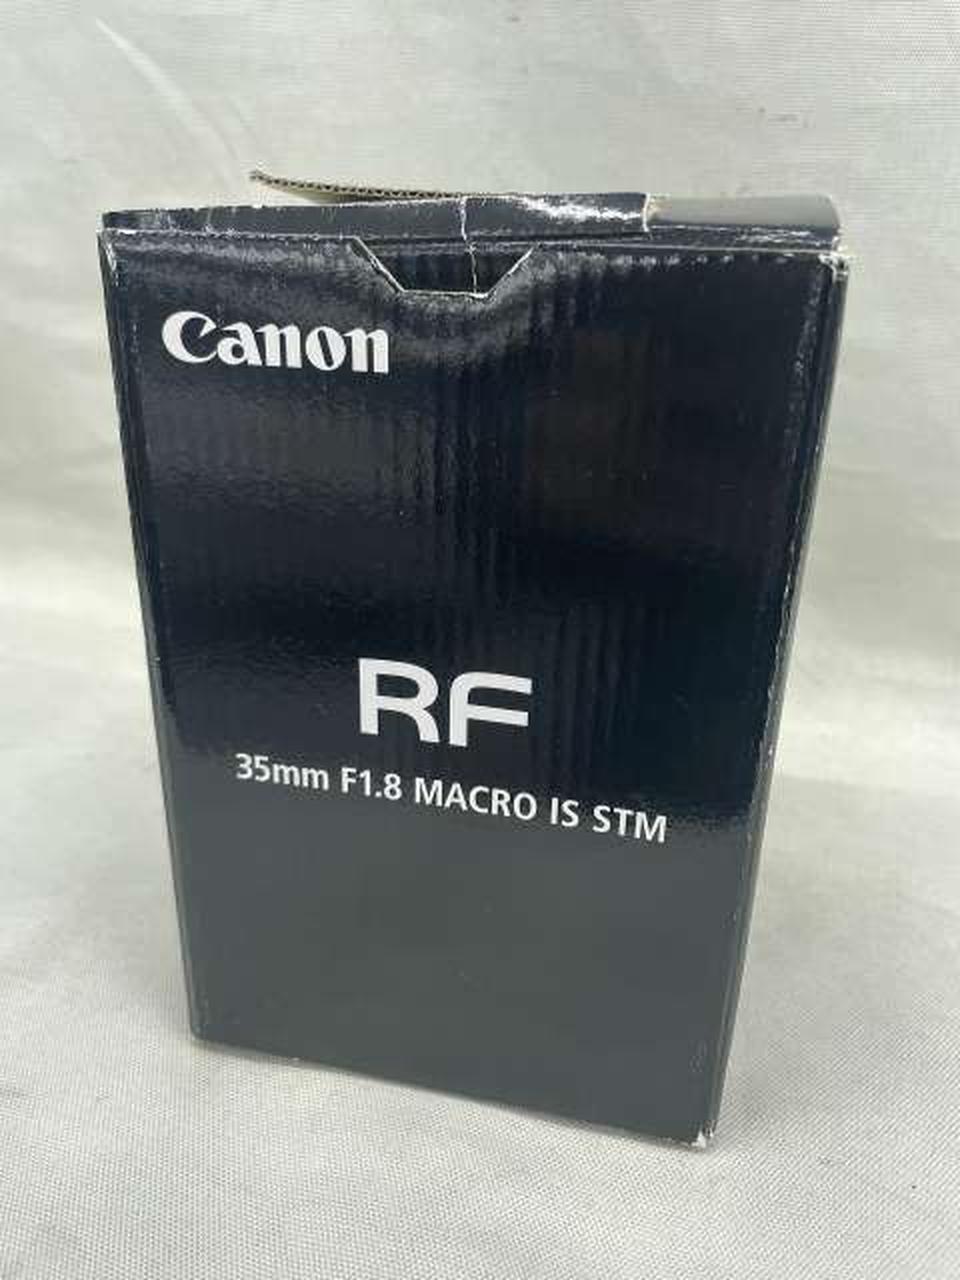 Canon
RF
35mm F1.8 MACRO IS STM